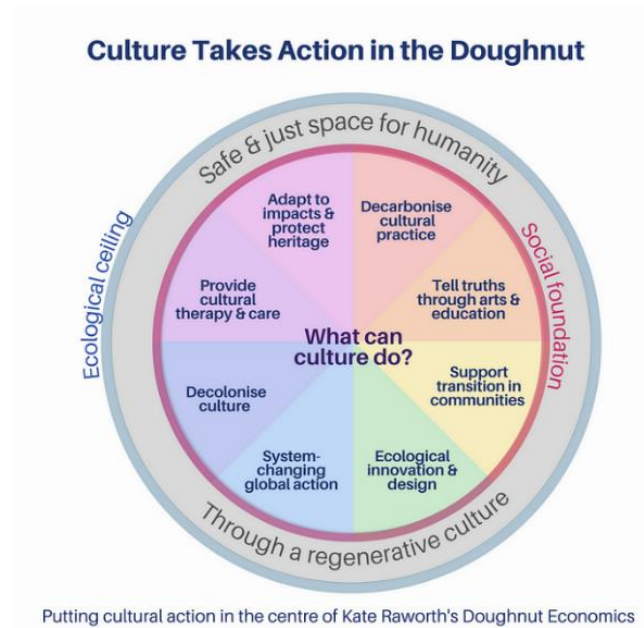 Culture Takes Action in the Doughnut
Safe & just space for humanity
Ecological ceiling
Social foundation
Adapt to
impacts &
protect
heritage
Decarbonise
cultural
practice
Provide
cultural
therapy & care
Tell truths
through arts &
education
What can
culture do?
Decolonise
culture
Support
transition in
communities
System-
changing
global action
Ecological
innovation &
design
Through a regenerative culture
Putting cultural action in the centre of Kate Raworth's Doughnut Economics